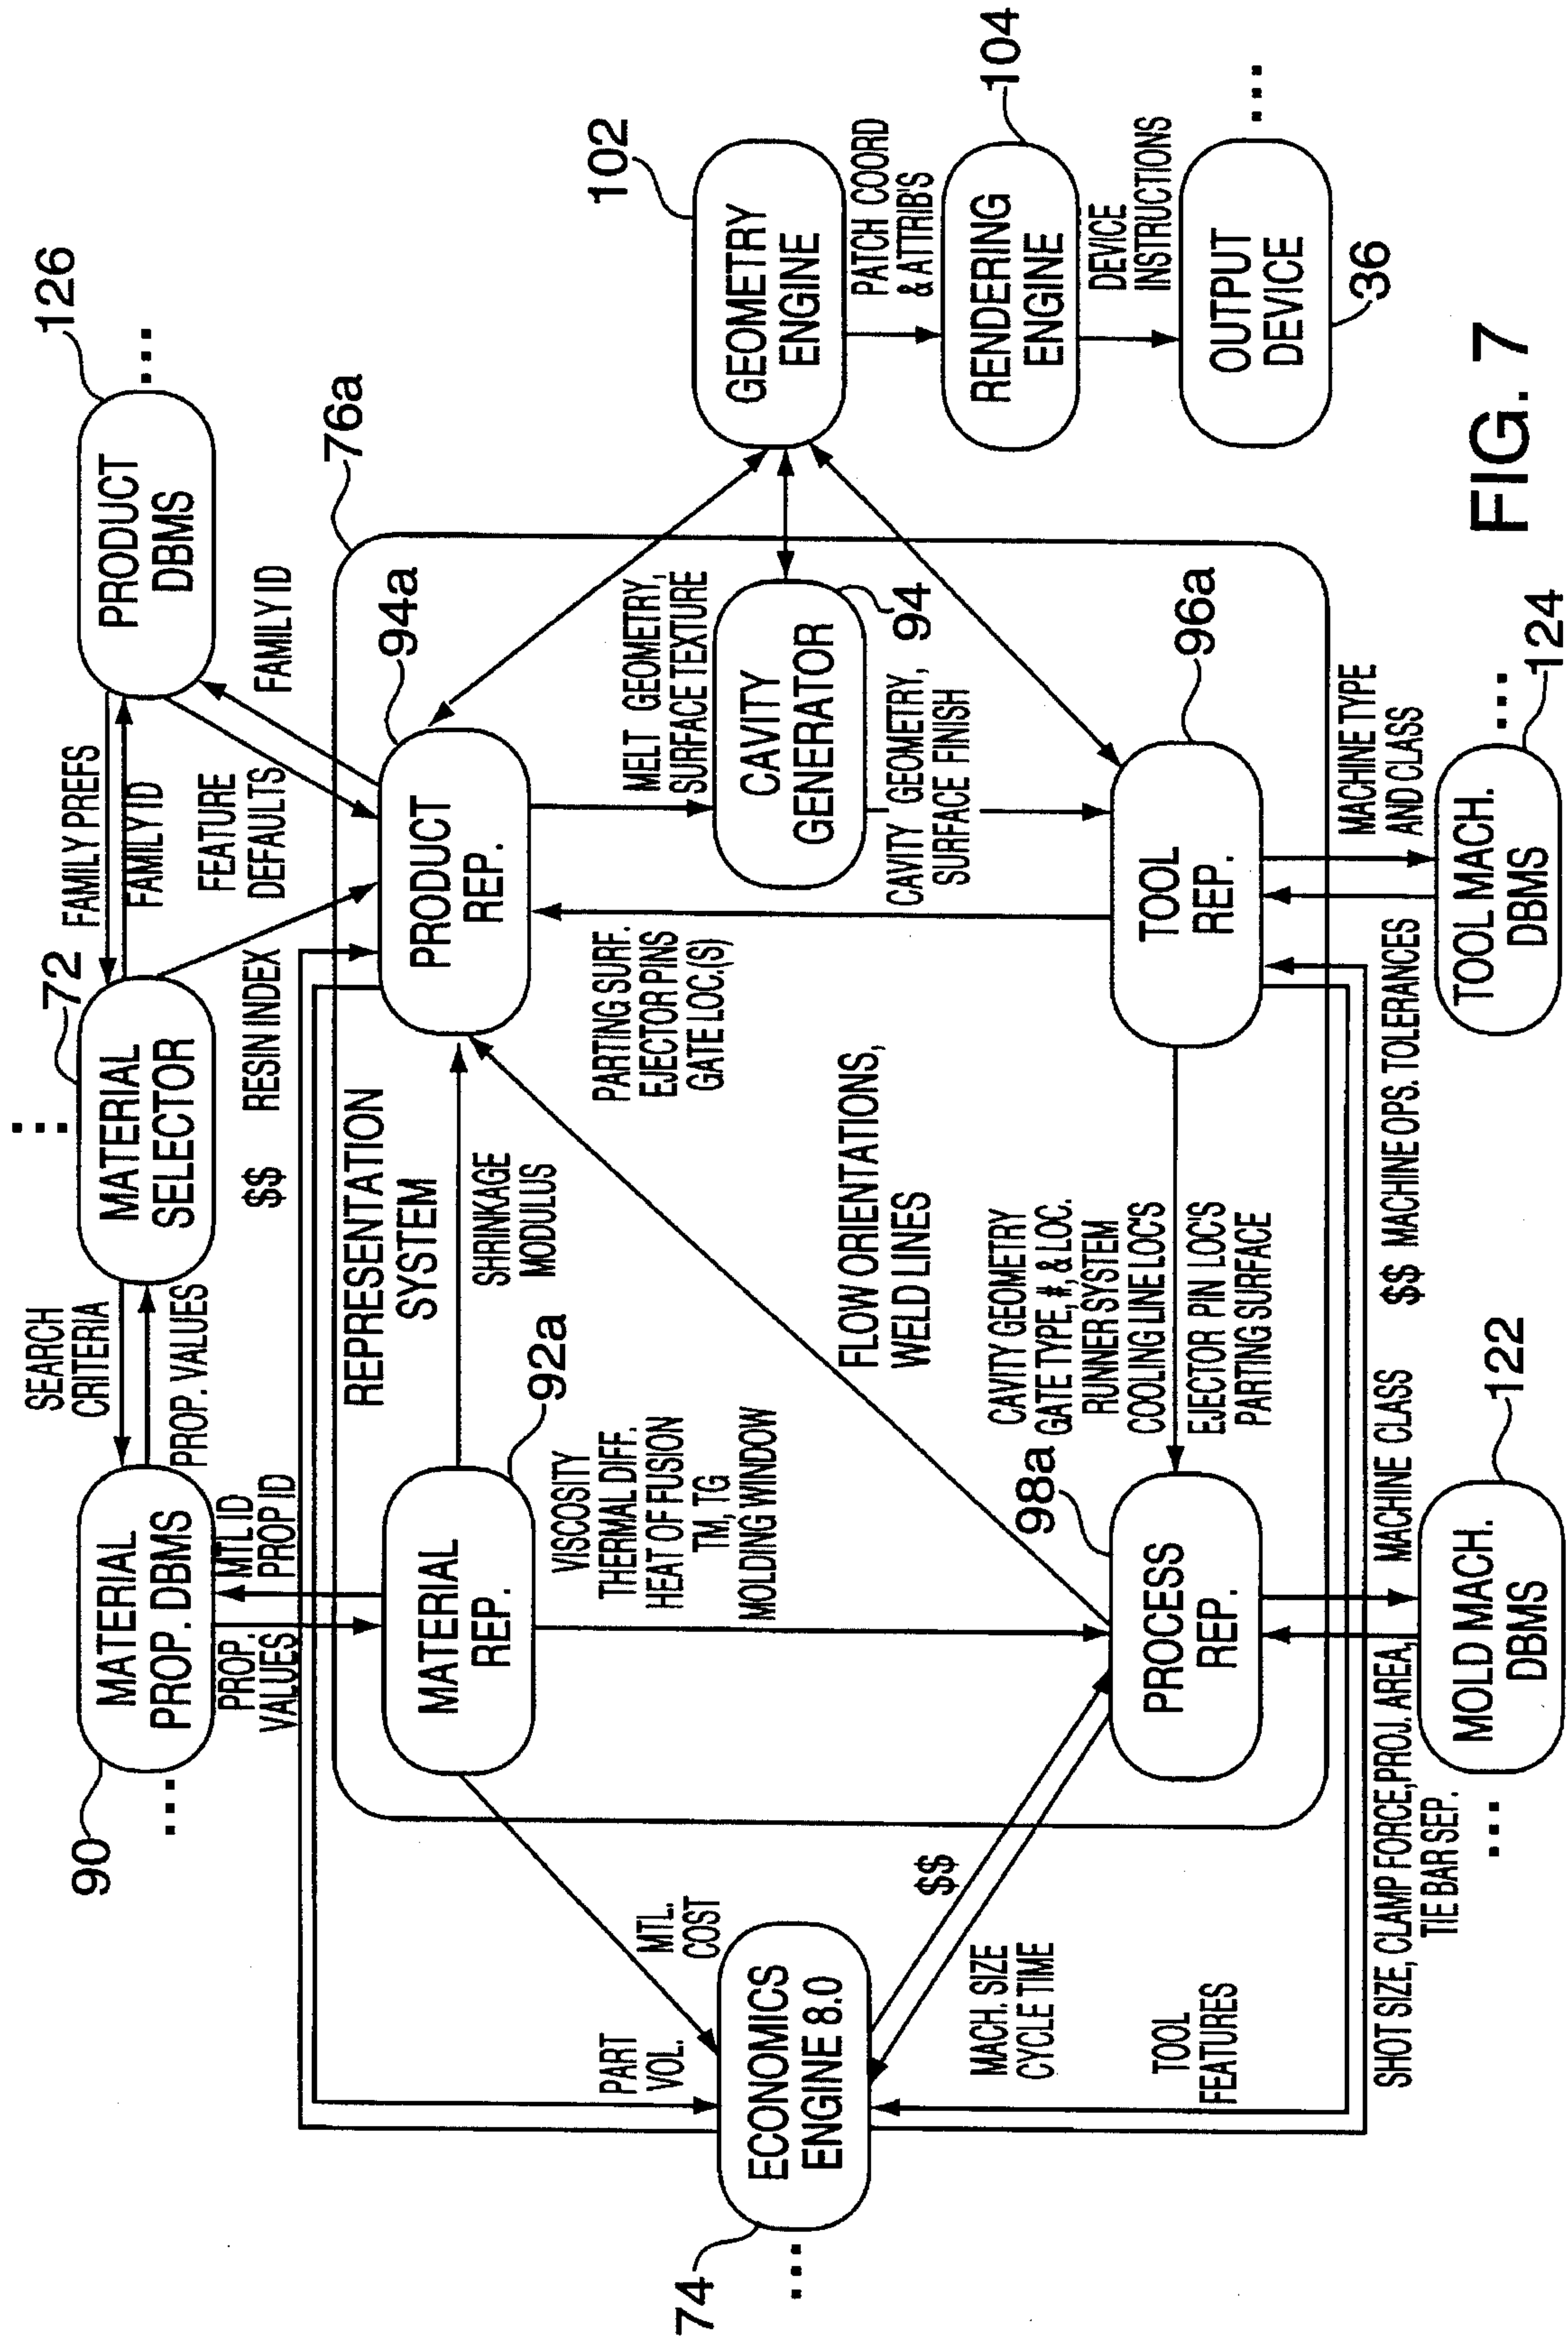 90
MATERIAL
PROP. DBMS
SEARCH
CRITERIA
PROP. VALUES
72
MATERIAL
SELECTOR
FAMILY PREFS
FAMILY ID
126
PRODUCT
DBMS
FAMILY ID
FEATURE
DEFAULTS
RESIN INDEX
$$
MTL ID
PROP ID
PROP.
VALUES
76a
REPRESENTATION
SYSTEM
MATERIAL
REP.
92a
SHRINKAGE
MODULUS
PRODUCT
REP.
94a
VISCOSITY
THERMAL DIFF.
HEAT OF FUSION
TM, TG
MOLDING WINDOW
PARTING SURF.
EJECTOR PINS
GATE LOC.(S)
MELT GEOMETRY,
SURFACE TEXTURE
CAVITY
GENERATOR
94
CAVITY GEOMETRY,
SURFACE FINISH
102
GEOMETRY
ENGINE
PATCH COORD
& ATTRIB'S
RENDERING
ENGINE
104
DEVICE
INSTRUCTIONS
OUTPUT
DEVICE
36
74
ECONOMICS
ENGINE 8.0
PART
VOL.
MTL.
COST
$$
MACH. SIZE
CYCLE TIME
TOOL
FEATURES
FLOW ORIENTATIONS,
WELD LINES
98a
PROCESS
REP.
CAVITY GEOMETRY
GATE TYPE, #, & LOC.
RUNNER SYSTEM
COOLING LINE LOC'S
EJECTOR PIN LOC'S
PARTING SURFACE
TOOL
REP.
96a
SHOT SIZE, CLAMP FORCE, PROJ. AREA,
TIE BAR SEP.
MACHINE CLASS
$$ MACHINE OPS. TOLERANCES
MACHINE TYPE
AND CLASS
MOLD MACH.
DBMS
122
TOOL MACH.
DBMS
124
FIG. 7